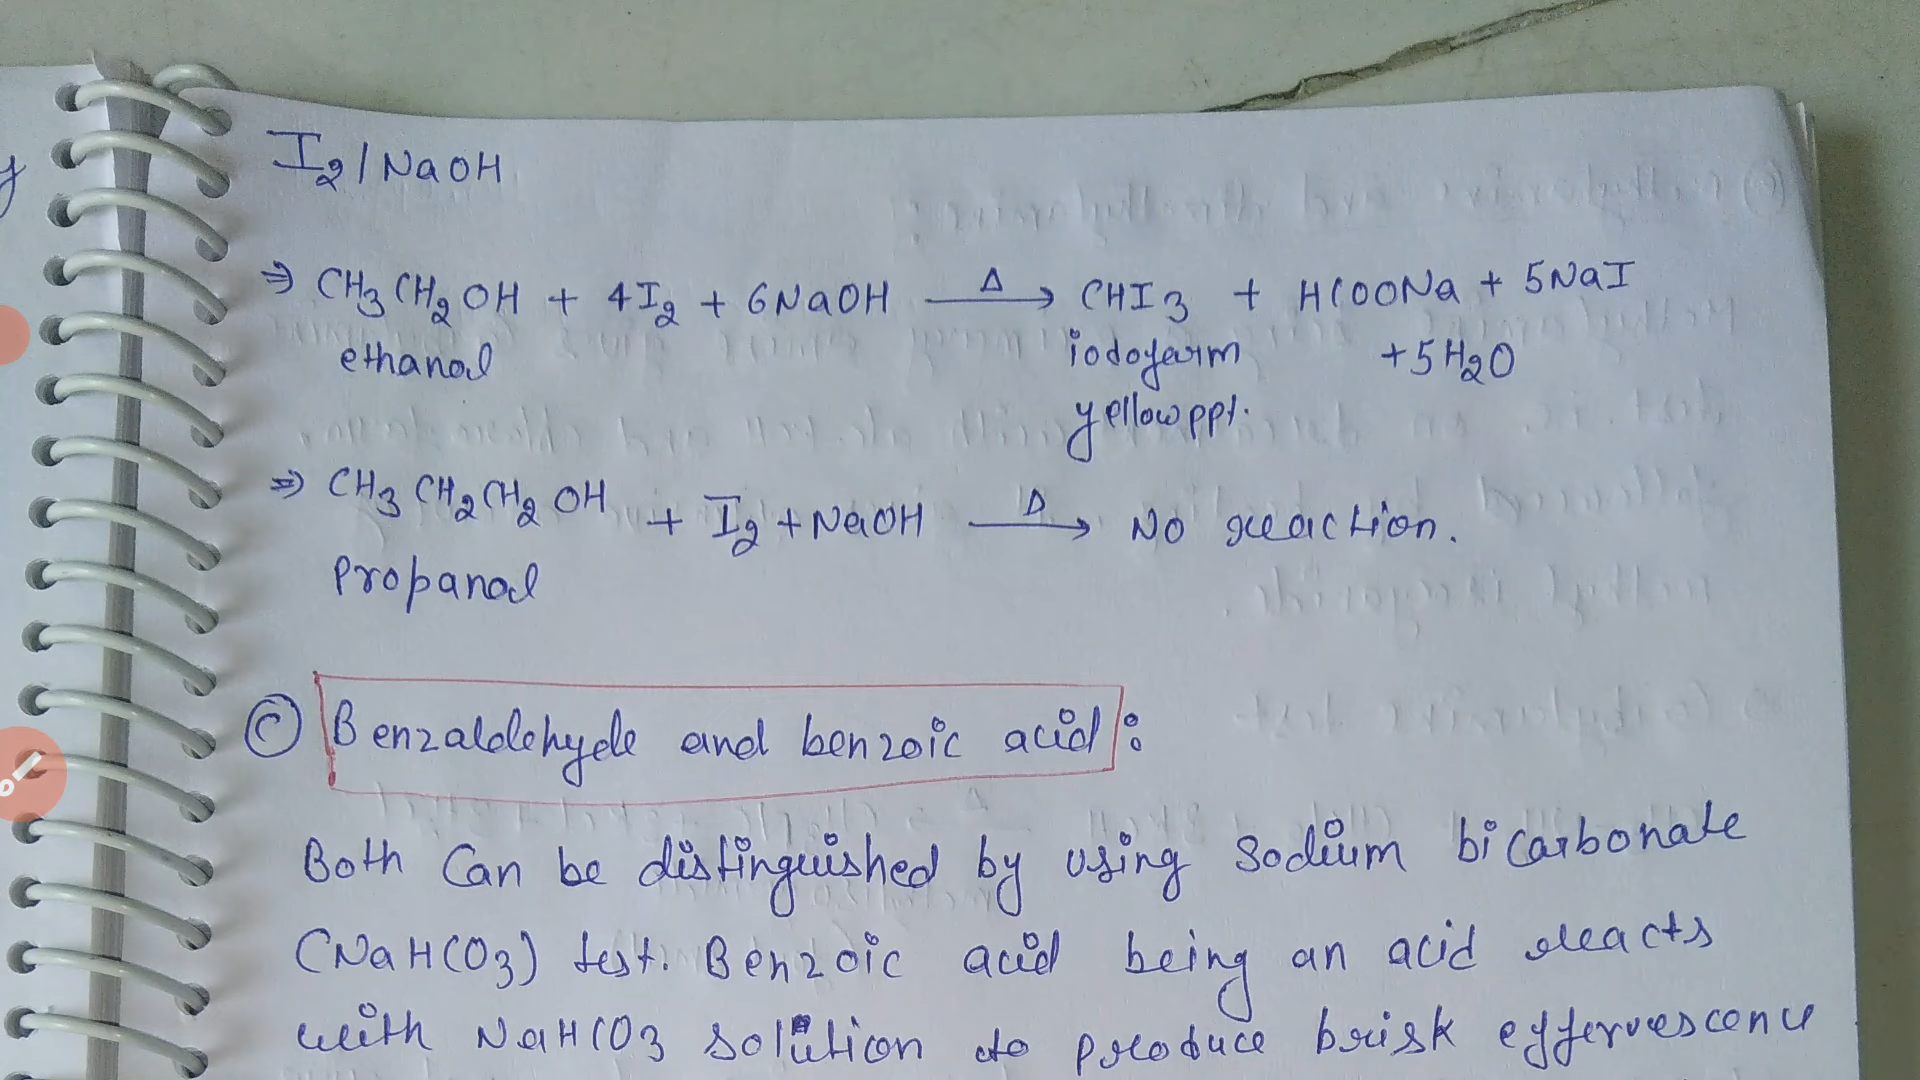 I2/NaOH
⇒ CH3CH2OH + 4I2 + 6NaOH →Δ CHI3 + HCOONa + 5NaI
ethanol iodoform +5H2O
yellow ppt.
⇒ CH3CH2CH2OH + I2 + NaOH →Δ No reaction.
Propanol
(C) Benzaldehyde and benzoic acid:
Both can be distinguished by using Sodium bicarbonate
(NaHCO3) test. Benzoic acid being an acid reacts
with NaHCO3 solution to produce brisk effervescence